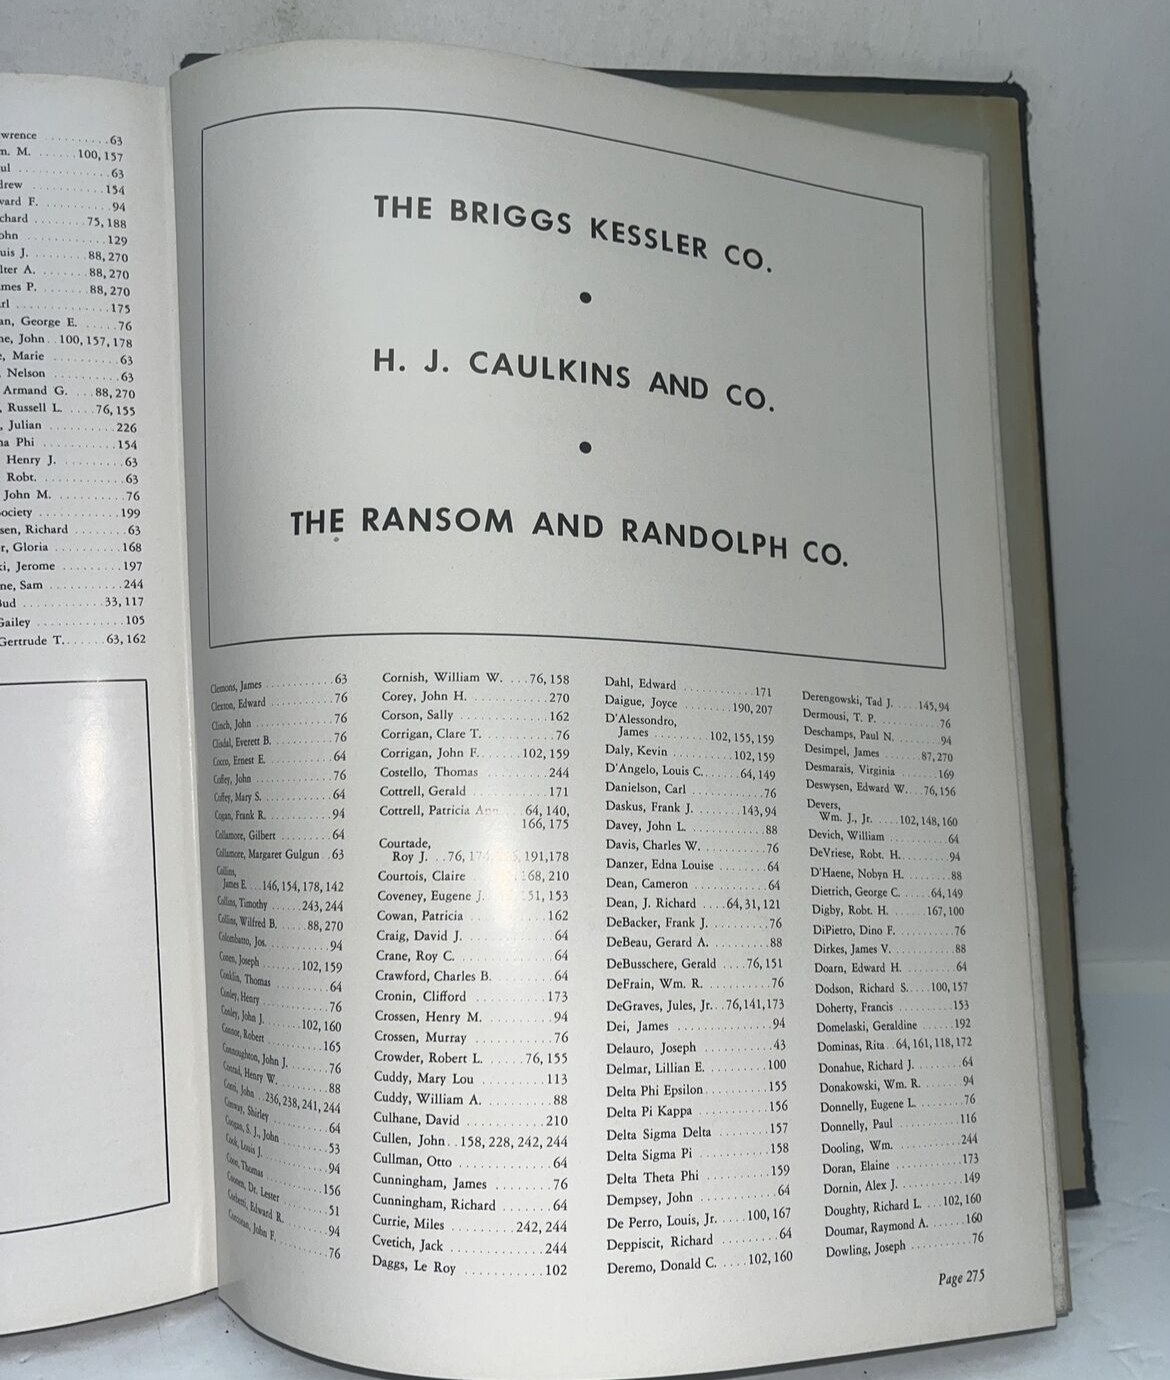 wrence ..........63
n. M. .......100,157
ul ..............63
drew ...........154
vard F. ..........94
chard ........75,188
ohn ............129
uis J. ........88,270
lter A. ........88,270
mes P. ........88,270
rl ..............175
an, George E. .....76
ne, John . . 100,157,178
e, Marie ..........63
, Nelson ..........63
Armand G. ...88,270
, Russell L. ....76,155
, Julian ..........226
na Phi ..........154
Henry J. .........63
Robt. ...........63
John M. ..........76
ociety ..........199
sen, Richard .......63
r, Gloria .........168
ki, Jerome ........197
ne, Sam ..........244
Bud ............33,117
Gailey ...........105
Gertrude T. ......63,162
THE BRIGGS KESSLER CO.
•
H. J. CAULKINS AND CO.
•
THE RANSOM AND RANDOLPH CO.
Clemons, James ............63
Clexton, Edward ...........76
Clinch, John ..............76
Clisdal, Everett B. ..........76
Cocco, Ernest E. ...........64
Coffey, John ..............76
Coffey, Mary S. ............64
Cogan, Frank R. ...........94
Collamore, Gilbert .........64
Collamore, Margaret Gulgun . 63
Collins,
James E. ...146,154,178,142
Collins, Timothy ......243,244
Collins, Wilfred B. .....88,270
Colombano, Jos. ...........94
Cones, Joseph ........102,159
Conklin, Thomas ..........64
Conley, Henry ............76
Conley, John J. .......102,160
Connor, Robert ...........165
Connoughton, John J. .......76
Conrad, Henry W. .........88
Conti, John . . 236,238,241,244
Conway, Shirley ...........64
Coogan, S. J., John .........53
Cook, Louis J. .............94
Coon, Thomas ............156
Coonen, Dr. Lester .........51
Corbett, Edward R. .........94
John F. ..........76
Cornish, William W. ...76,158
Corey, John H. ..........270
Corson, Sally ............162
Corrigan, Clare T. .........76
Corrigan, John F. .....102,159
Costello, Thomas .........244
Cottrell, Gerald ..........171
Cottrell, Patricia Ann 64,140,
166,175
Courtade,
Roy J. ...76, 191,178
Courtois, Claire 168,210
Coveney, Eugene J. 151,153
Cowan, Patricia ..........162
Craig, David J. ............64
Crane, Roy C. .............64
Crawford, Charles B. .......64
Cronin, Clifford ..........173
Crossen, Henry M. .........94
Crossen, Murray ...........76
Crowder, Robert L. .....76,155
Cuddy, Mary Lou .........113
Cuddy, William A. .........88
Culhane, David ...........210
Cullen, John . . 158,228,242,244
Cullman, Otto .............64
Cunningham, James ........76
Cunningham, Richard .......64
Currie, Miles .........242,244
Cvetich, Jack .............244
Daggs, Le Roy ...........102
Dahl, Edward ...........171
Daigue, Joyce ........190,207
D'Alessondro,
James ........102,155,159
Daly, Kevin .........102,159
D'Angelo, Louis C. .....64,149
Danielson, Carl ...........76
Daskus, Frank J. .......143,94
Davey, John L. ............88
Davis, Charles W. ..........76
Danzer, Edna Louise .......64
Dean, Cameron ...........64
Dean, J. Richard ....64,31,121
DeBacker, Frank J. .........76
DeBeau, Gerard A. .........88
DeBusschere, Gerald ....76,151
DeFrain, Wm. R. ..........76
DeGraves, Jules, Jr. ..76,141,173
Dei, James ...............94
Delauro, Joseph ...........43
Delmar, Lillian E. .........100
Delta Phi Epsilon .........155
Delta Pi Kappa ...........156
Delta Sigma Delta ........157
Delta Sigma Pi ...........158
Delta Theta Phi ..........159
Dempsey, John ............64
De Perro, Louis, Jr. ....100,167
Deppiscit, Richard .........64
Deremo, Donald C. ....102,160
Derengowski, Tad J. ....145,94
Dermousi, T. P. ...........76
Deschamps, Paul N. ........94
Desimpel, James .......87,270
Desmarais, Virginia .......169
Deswysen, Edward W. ..76,156
Devers,
Wm. J., Jr. ...102,148,160
Devich, William ..........64
DeVriese, Robt. H. ........94
D'Haene, Nobyn H. ........88
Dietrich, George C. .....64,149
Digby, Robt. H. ......167,100
DiPietro, Dino F. ..........76
Dirkes, James V. ...........88
Doarn, Edward H. .........64
Dodson, Richard S. ....100,157
Doherty, Francis .........153
Domelaski, Geraldine ......192
Dominas, Rita . . 64,161,118,172
Donahue, Richard J. ........64
Donakowski, Wm. R. .......94
Donnelly, Eugene L. ........76
Donnelly, Paul ...........116
Dooling, Wm. ...........244
Doran, Elaine ............173
Dornin, Alex J. ...........149
Doughty, Richard L. ...102,160
Doumar, Raymond A. ......160
Dowling, Joseph ...........76
Page 275